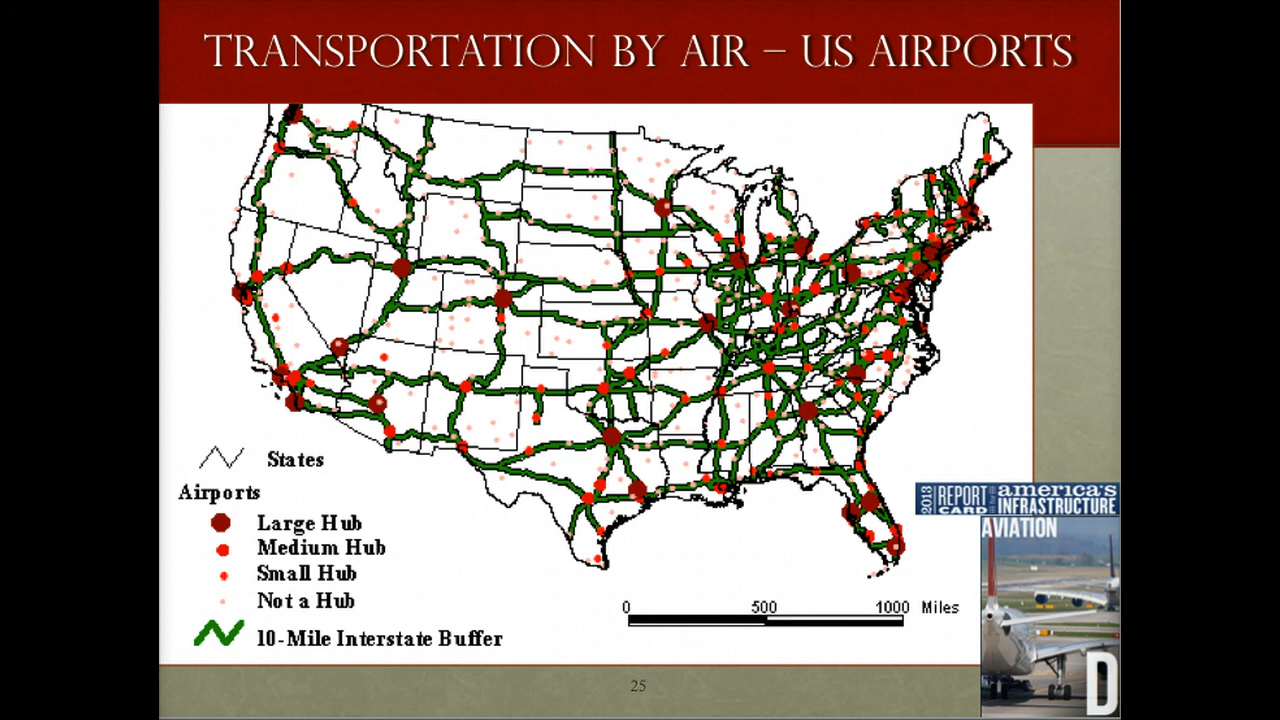 TRANSPORTATION BY AIR – US AIRPORTS
States
Airports
Large Hub
Medium Hub
Small Hub
Not a Hub
10-Mile Interstate Buffer
0 500 1000 Miles
2013 REPORT CARD america's INFRASTRUCTURE
AVIATION
D
25